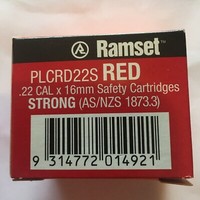 Ramset
PLCRD22S RED
.22 CAL x 16mm Safety Cartridges
STRONG (AS/NZS 1873.3)
9 314772 014921